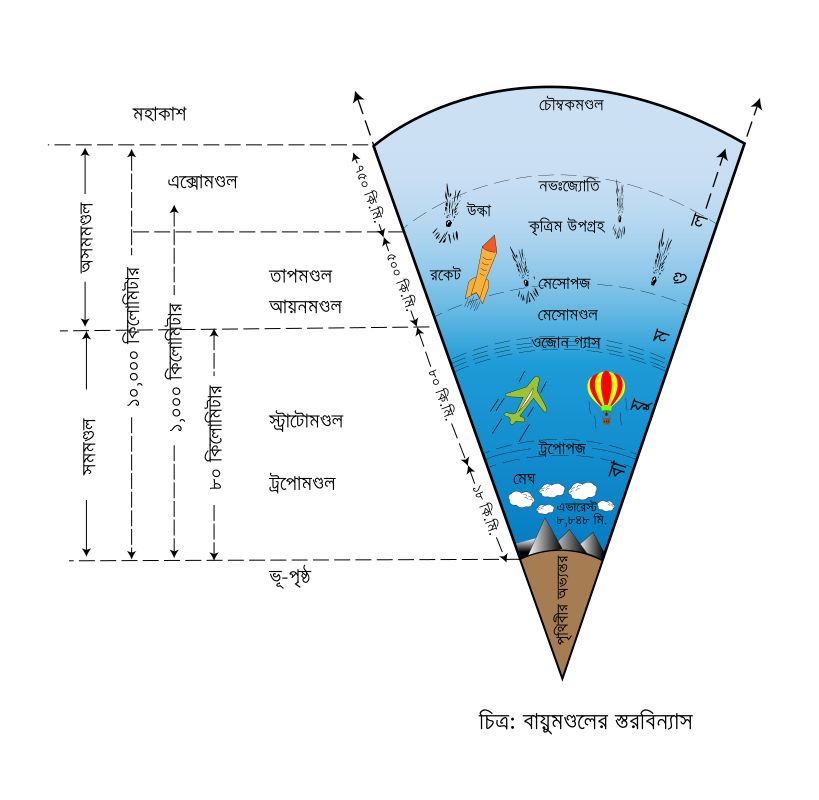 চৌম্বকমণ্ডল
মহাকাশ
এক্সোমণ্ডল
নভঃজ্যোতি
উল্কা
কৃত্রিম উপগ্রহ
তাপমণ্ডল
আয়নমণ্ডল
রকেট
মেসোপজ
মেসোমণ্ডল
ওজোন গ্যাস
স্ট্রাটোমণ্ডল
ট্রপোমণ্ডল
ট্রপোপজ
মেঘ
এভারেস্ট
৮,৮৪৮ মি.
ভূ-পৃষ্ঠ
অসমমণ্ডল
সমমণ্ডল
১০,০০০ কিলোমিটার
১,০০০ কিলোমিটার
৮০ কিলোমিটার
৭৫০ কি.মি.
৫০০ কি.মি.
৮০ কি.মি.
১৮ কি.মি.
বা য়ু ম ণ্ড ল
পৃথিবীর অভ্যন্তর
চিত্র: বায়ুমণ্ডলের স্তরবিন্যাস